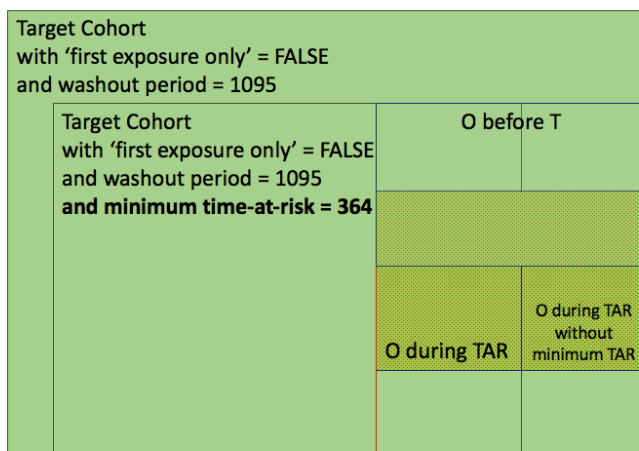 Target Cohort
with ‘first exposure only’ = FALSE
and washout period = 1095
Target Cohort
with ‘first exposure only’ = FALSE
and washout period = 1095
and minimum time-at-risk = 364
O before T
O during TAR
O during TAR
without
minimum TAR